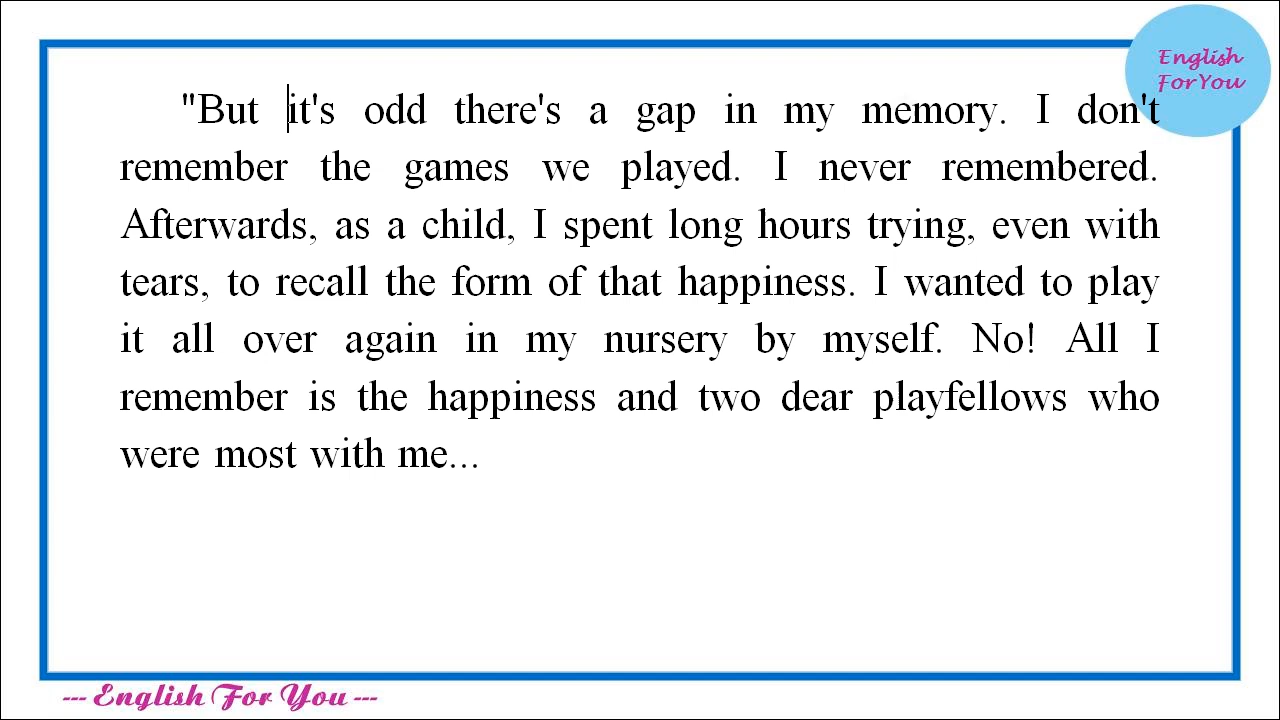 English
ForYou
"But it's odd there's a gap in my memory. I don't
remember the games we played. I never remembered.
Afterwards, as a child, I spent long hours trying, even with
tears, to recall the form of that happiness. I wanted to play
it all over again in my nursery by myself. No! All I
remember is the happiness and two dear playfellows who
were most with me...
--- English For You ---